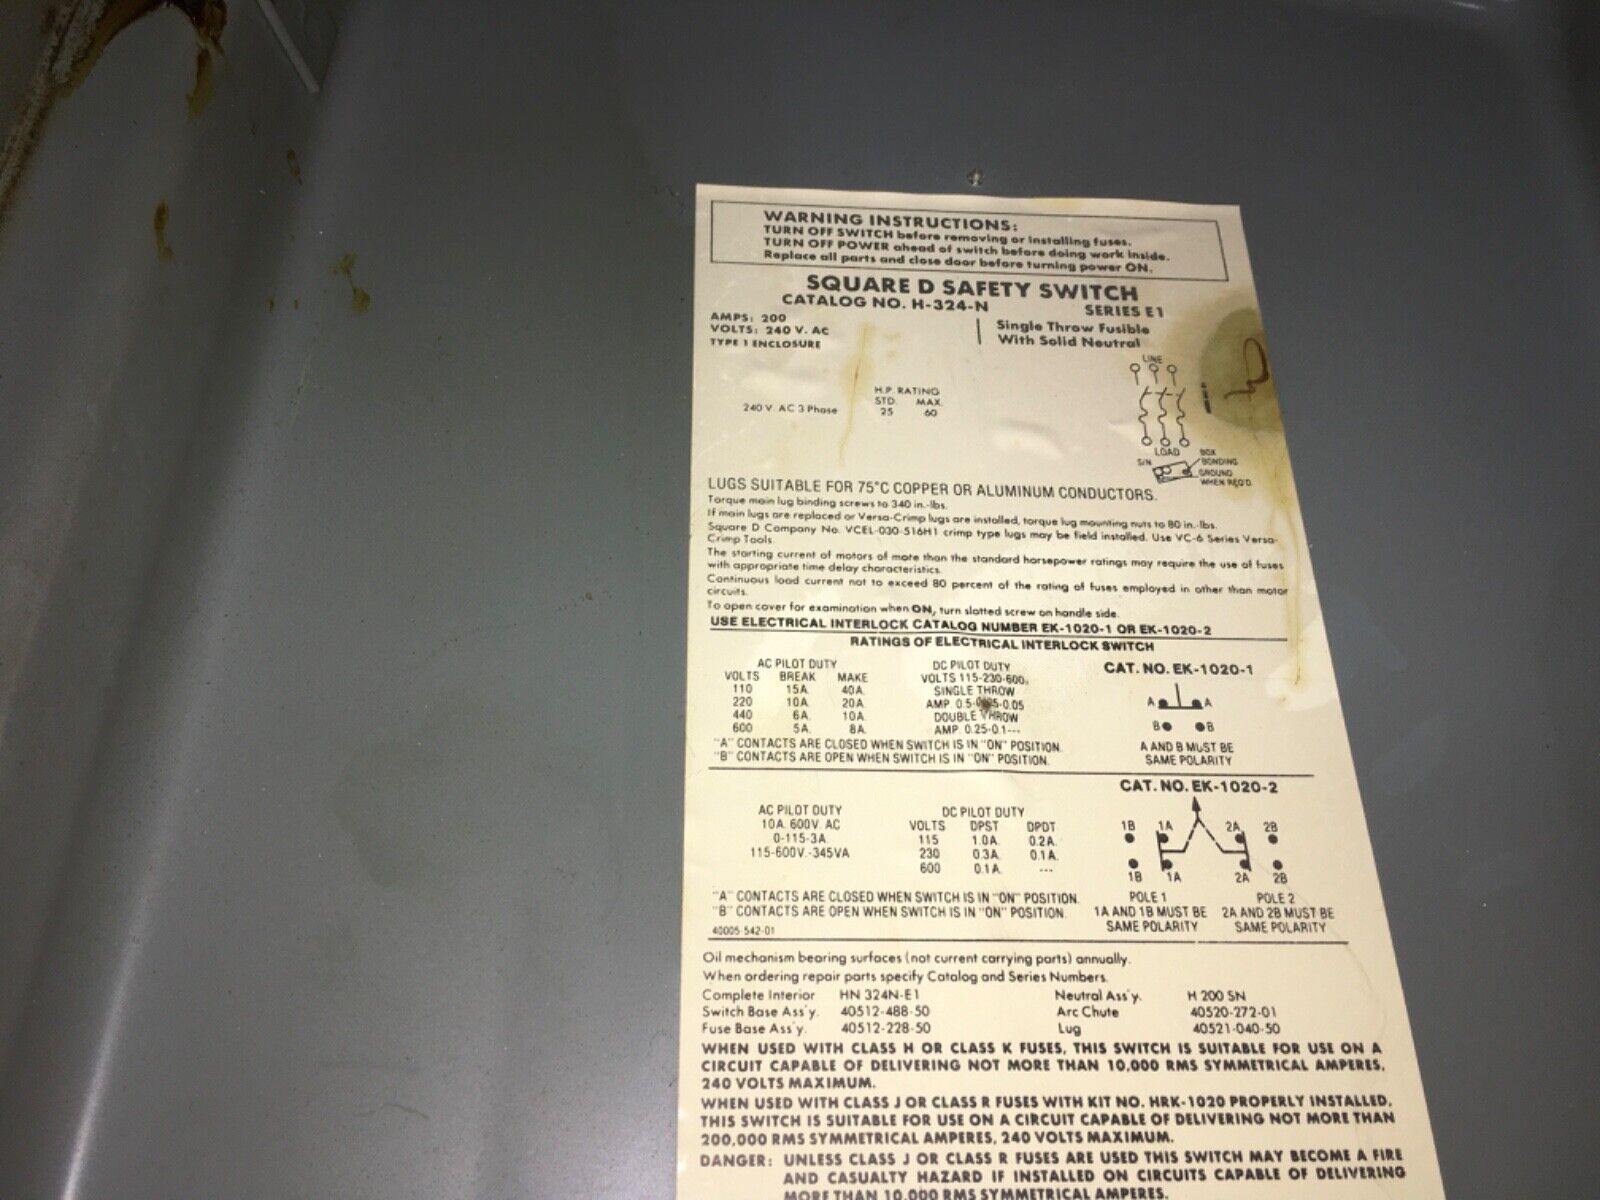 WARNING INSTRUCTIONS:
TURN OFF SWITCH before removing or installing fuses.
TURN OFF POWER ahead of switch before doing work inside.
Replace all parts and close door before turning power ON.
SQUARE D SAFETY SWITCH
CATALOG NO. H-324-N SERIES E1
AMPS: 200
VOLTS: 240 V. AC
TYPE 1 ENCLOSURE
Single Throw Fusible
With Solid Neutral
LINE
H.P. RATING
STD. MAX.
240 V. AC 3 Phase 25 60
LOAD
S/N
BOX
BONDING
GROUND
WHEN REQ'D.
LUGS SUITABLE FOR 75°C COPPER OR ALUMINUM CONDUCTORS.
Torque main lug binding screws to 340 in.-lbs.
If main lugs are replaced or Versa-Crimp lugs are installed, torque lug mounting nuts to 80 in.-lbs.
Square D Company No. VCEL-030-516H1 crimp type lugs may be field installed. Use VC-6 Series Versa-
Crimp Tools.
The starting current of motors of more than the standard horsepower ratings may require the use of fuses
with appropriate time delay characteristics.
Continuous load current not to exceed 80 percent of the rating of fuses employed in other than motor
circuits.
To open cover for examination when ON, turn slotted screw on handle side.
USE ELECTRICAL INTERLOCK CATALOG NUMBER EK-1020-1 OR EK-1020-2
RATINGS OF ELECTRICAL INTERLOCK SWITCH
AC PILOT DUTY
VOLTS BREAK MAKE
110 15A. 40A.
220 10A. 20A.
440 6A. 10A.
600 5A. 8A.
DC PILOT DUTY
VOLTS 115-230-600
SINGLE THROW
AMP. 0.5- -0.05
DOUBLE THROW
AMP. 0.25-0.1---
CAT. NO. EK-1020-1
A A
B B
A AND B MUST BE
SAME POLARITY
"A" CONTACTS ARE CLOSED WHEN SWITCH IS IN "ON" POSITION.
"B" CONTACTS ARE OPEN WHEN SWITCH IS IN "ON" POSITION.
CAT. NO. EK-1020-2
AC PILOT DUTY
10A. 600V. AC
0-115-3A.
115-600V.-345VA
DC PILOT DUTY
VOLTS DPST DPDT
115 1.0A. 0.2A.
230 0.3A. 0.1A.
600 0.1A. ---
1B 1A 2A 2B
1B 1A 2A 2B
POLE 1 POLE 2
1A AND 1B MUST BE 2A AND 2B MUST BE
SAME POLARITY SAME POLARITY
"A" CONTACTS ARE CLOSED WHEN SWITCH IS IN "ON" POSITION.
"B" CONTACTS ARE OPEN WHEN SWITCH IS IN "ON" POSITION.
40005-542-01
Oil mechanism bearing surfaces (not current carrying parts) annually.
When ordering repair parts specify Catalog and Series Numbers.
Complete Interior HN 324N-E1 Neutral Ass'y. H 200 SN
Switch Base Ass'y. 40512-488-50 Arc Chute 40520-272-01
Fuse Base Ass'y. 40512-228-50 Lug 40521-040-50
WHEN USED WITH CLASS H OR CLASS K FUSES, THIS SWITCH IS SUITABLE FOR USE ON A
CIRCUIT CAPABLE OF DELIVERING NOT MORE THAN 10,000 RMS SYMMETRICAL AMPERES,
240 VOLTS MAXIMUM.
WHEN USED WITH CLASS J OR CLASS R FUSES WITH KIT NO. HRK-1020 PROPERLY INSTALLED,
THIS SWITCH IS SUITABLE FOR USE ON A CIRCUIT CAPABLE OF DELIVERING NOT MORE THAN
200,000 RMS SYMMETRICAL AMPERES, 240 VOLTS MAXIMUM.
DANGER: UNLESS CLASS J OR CLASS R FUSES ARE USED THIS SWITCH MAY BECOME A FIRE
AND CASUALTY HAZARD IF INSTALLED ON CIRCUITS CAPABLE OF DELIVERING
MORE THAN 10,000 RMS SYMMETRICAL AMPERES.